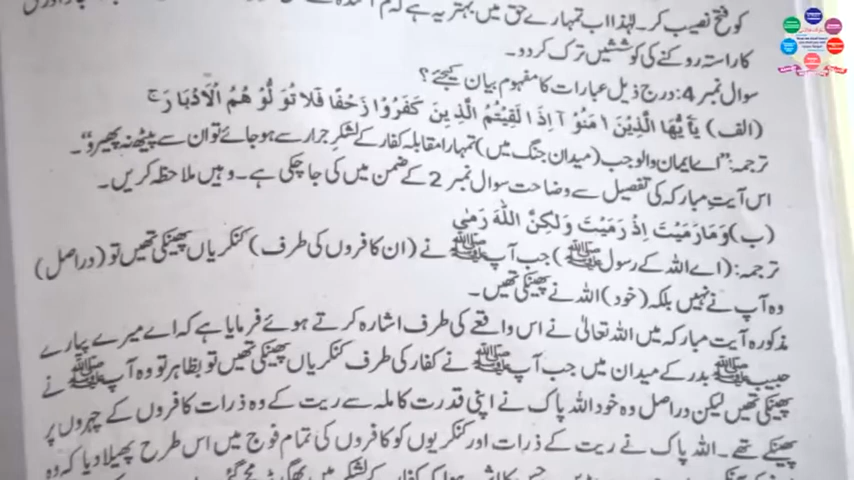 کو فتح نصیب کر۔ لہٰذا اب تمہارے حق میں بہتر یہ ہے کہ تم
کا راستہ روکنے کی کوششیں ترک کر دو۔
سوال نمبر 4: درج ذیل عبارات کا مفہوم بیان کیجئے؟
(الف) یٰۤاَیُّهَا الَّذِیْنَ اٰمَنُوْۤا اِذَا لَقِیْتُمُ الَّذِیْنَ كَفَرُوْا زَحْفًا فَلَا تُوَلُّوْهُمُ الْاَدْبَارَ ۚ
ترجمہ: ”اے ایمان والو جب (میدان جنگ میں) تمہارا مقابلہ کفار کے لشکر جرار سے ہو جائے تو ان سے پیٹھ نہ پھیرو“۔
اس آیتِ مبارکہ کی تفصیل سے وضاحت سوال نمبر 2 کے ضمن میں کی جا چکی ہے۔ وہیں ملاحظہ کریں۔
(ب) وَمَا رَمَیْتَ اِذْ رَمَیْتَ وَلٰكِنَّ اللّٰهَ رَمٰی
ترجمہ: (اے اللہ کے رسول ﷺ) جب آپ ﷺ نے (ان کافروں کی طرف) کنکریاں پھینکی تھیں تو (دراصل)
وہ آپ نے نہیں بلکہ (خود) اللہ نے پھینکی تھیں۔
مذکورہ آیت مبارکہ میں اللہ تعالیٰ نے اس واقعے کی طرف اشارہ کرتے ہوئے فرمایا ہے کہ اے میرے پیارے
حبیب ﷺ بدر کے میدان میں جب آپ ﷺ نے کفار کی طرف کنکریاں پھینکی تھیں تو بظاہر تو وہ آپ ﷺ نے
پھینکی تھیں لیکن دراصل وہ خود اللہ پاک نے اپنی قدرت کاملہ سے ریت کے وہ ذرات کافروں کے چہروں پر
پھینکے تھے۔ اللہ پاک نے ریت کے ذرات اور کنکریوں کو کافروں کی تمام فوج میں اس طرح پھیلا دیا کہ وہ